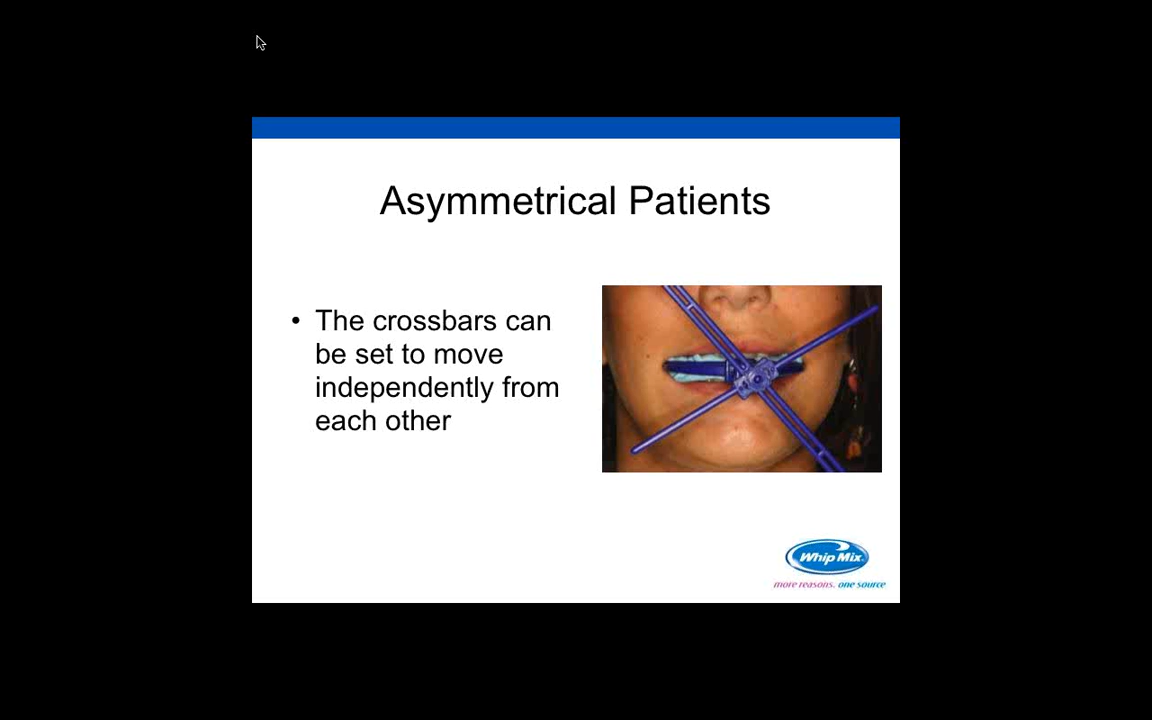 Asymmetrical Patients
• The crossbars can
be set to move
independently from
each other
Whip Mix
more reasons. one source